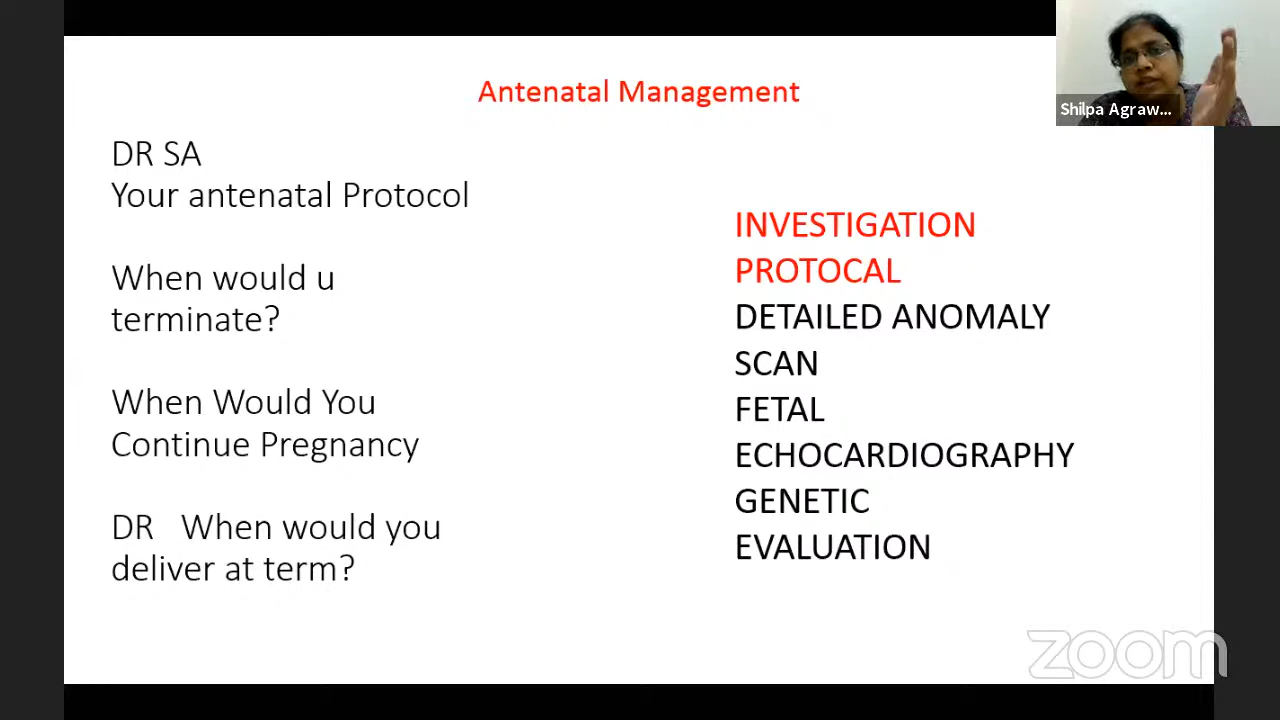 Antenatal Management
Shilpa Agraw...
DR SA
Your antenatal Protocol
When would u
terminate?
When Would You
Continue Pregnancy
DR When would you
deliver at term?
INVESTIGATION
PROTOCAL
DETAILED ANOMALY
SCAN
FETAL
ECHOCARDIOGRAPHY
GENETIC
EVALUATION
zoom